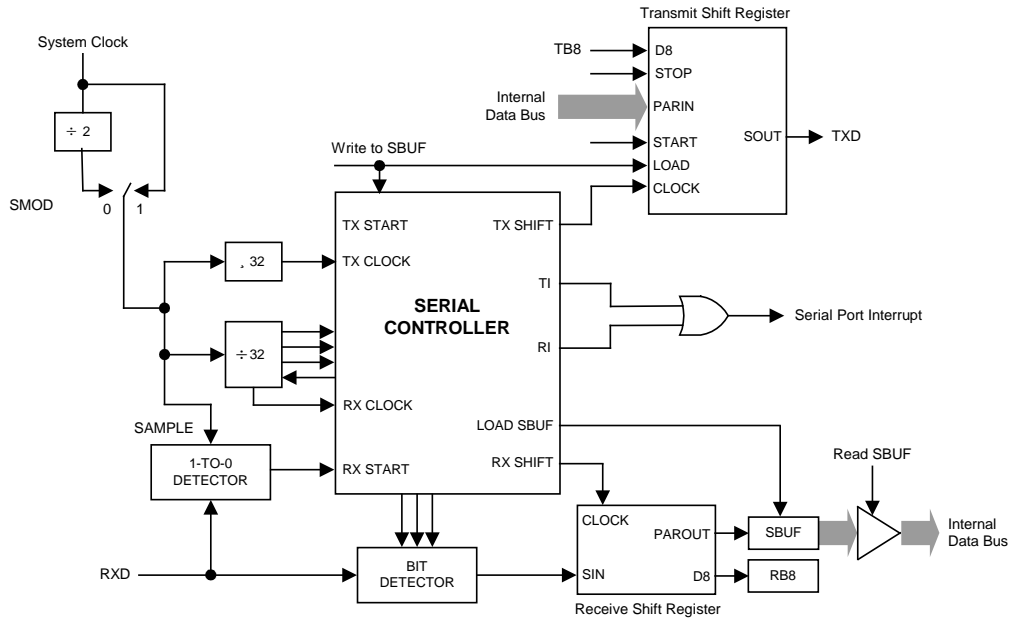 Transmit Shift Register
System Clock
TB8
D8
STOP
Internal
Data Bus
PARIN
÷ 2
START
SOUT
TXD
Write to SBUF
LOAD
CLOCK
SMOD
0
1
TX START
TX SHIFT
¸ 32
TX CLOCK
TI
SERIAL
CONTROLLER
Serial Port Interrupt
÷ 32
RI
RX CLOCK
SAMPLE
LOAD SBUF
1-TO-0
DETECTOR
RX START
RX SHIFT
Read SBUF
CLOCK
PAROUT
SBUF
Internal
Data Bus
RXD
BIT
DETECTOR
SIN
D8
RB8
Receive Shift Register